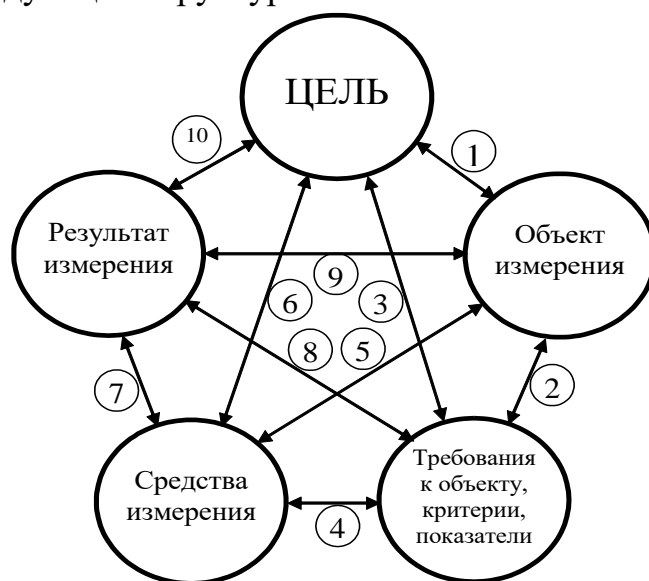 ЦЕЛЬ
10
1
Результат
измерения
Объект
измерения
9
6
3
8
5
7
2
Средства
измерения
4
Требования
к объекту,
критерии,
показатели